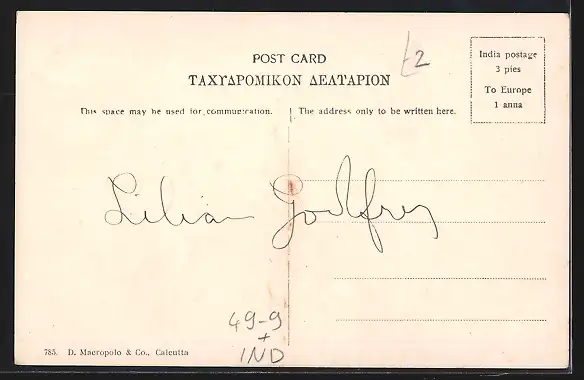 £2
India postage
3 pies
To Europe
1 anna
POST CARD
ΤΑΧΥΔΡΟΜΙΚΟΝ ΔΕΛΤΑΡΙΟΝ
This space may be used for communication.
The address only to be written here.
Lilian Godfrey
49-9
+
IND
785. D. Macropolo & Co., Calcutta